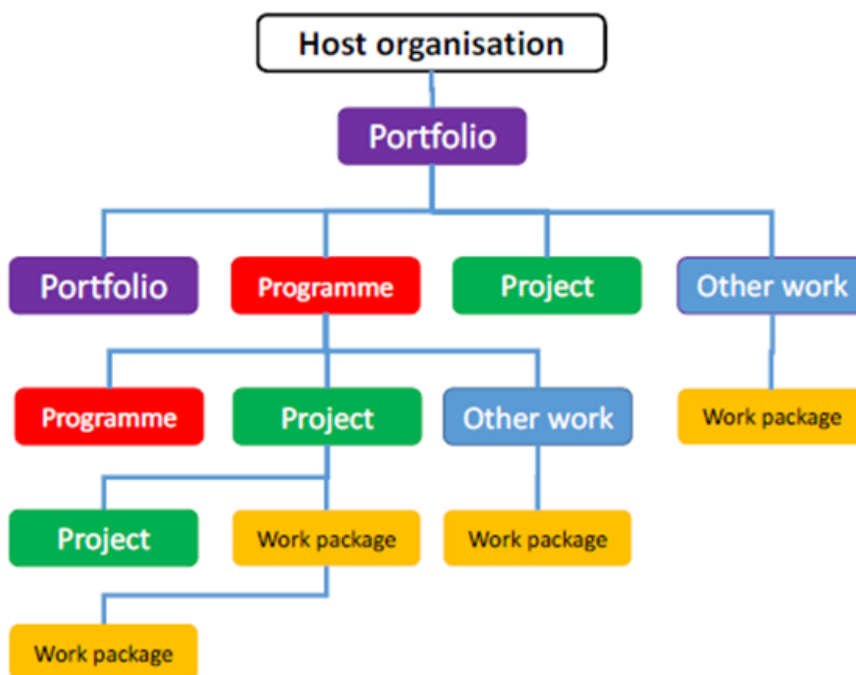 Host organisation
Portfolio
Portfolio
Programme
Project
Other work
Programme
Project
Other work
Work package
Project
Work package
Work package
Work package